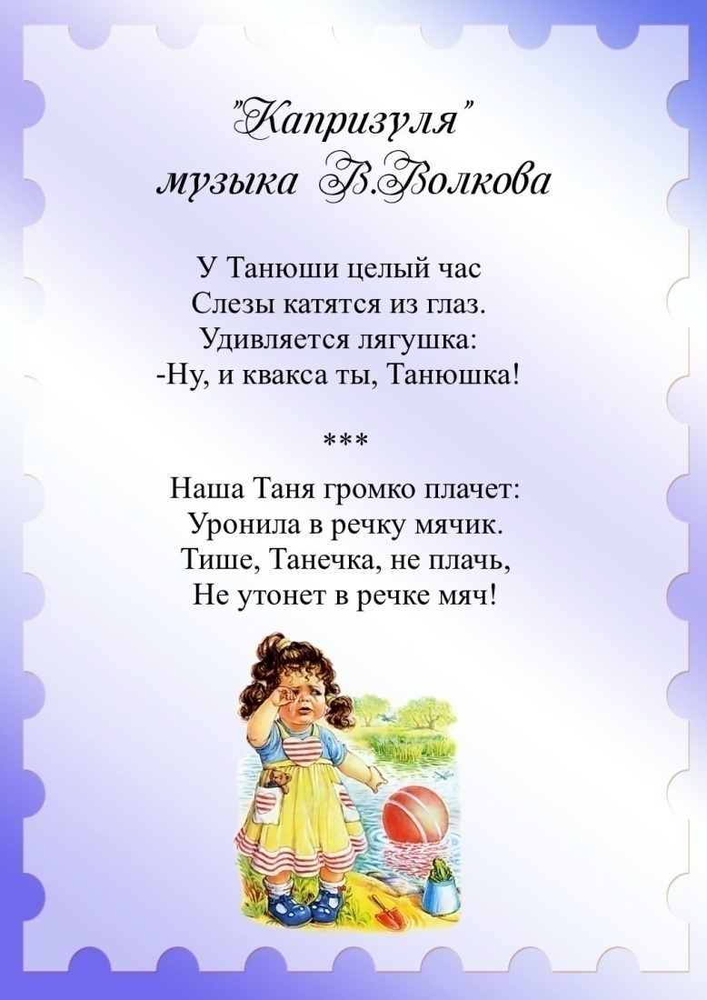 "Капризуля"
музыка В.Волкова
У Танюши целый час
Слезы катятся из глаз.
Удивляется лягушка:
-Ну, и квакса ты, Танюшка!
***
Наша Таня громко плачет:
Уронила в речку мячик.
Тише, Танечка, не плачь,
Не утонет в речке мяч!